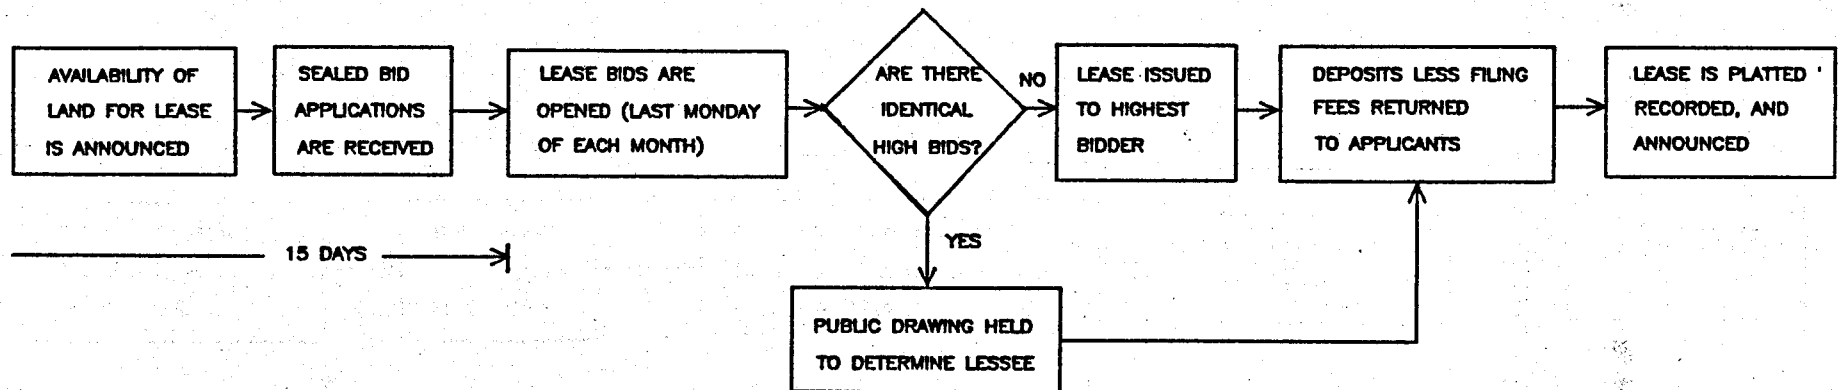 AVAILABILITY OF
LAND FOR LEASE
IS ANNOUNCED
SEALED BID
APPLICATIONS
ARE RECEIVED
LEASE BIDS ARE
OPENED (LAST MONDAY
OF EACH MONTH)
ARE THERE
IDENTICAL
HIGH BIDS?
NO
LEASE ISSUED
TO HIGHEST
BIDDER
DEPOSITS LESS FILING
FEES RETURNED
TO APPLICANTS
LEASE IS PLATTED '
RECORDED, AND
ANNOUNCED
15 DAYS
YES
PUBLIC DRAWING HELD
TO DETERMINE LESSEE